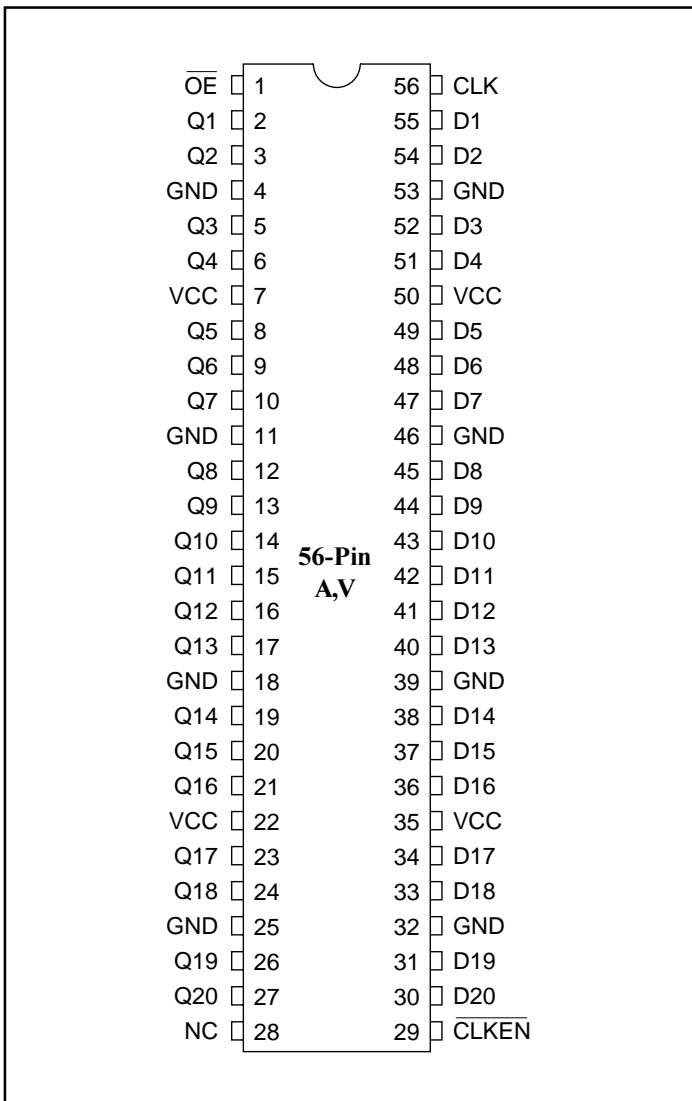 O̅E̅ 1 56 CLK
Q1 2 55 D1
Q2 3 54 D2
GND 4 53 GND
Q3 5 52 D3
Q4 6 51 D4
VCC 7 50 VCC
Q5 8 49 D5
Q6 9 48 D6
Q7 10 47 D7
GND 11 46 GND
Q8 12 45 D8
Q9 13 44 D9
Q10 14 43 D10
56-Pin
Q11 15 42 D11
A,V
Q12 16 41 D12
Q13 17 40 D13
GND 18 39 GND
Q14 19 38 D14
Q15 20 37 D15
Q16 21 36 D16
VCC 22 35 VCC
Q17 23 34 D17
Q18 24 33 D18
GND 25 32 GND
Q19 26 31 D19
Q20 27 30 D20
NC 28 29 C̅L̅K̅E̅N̅